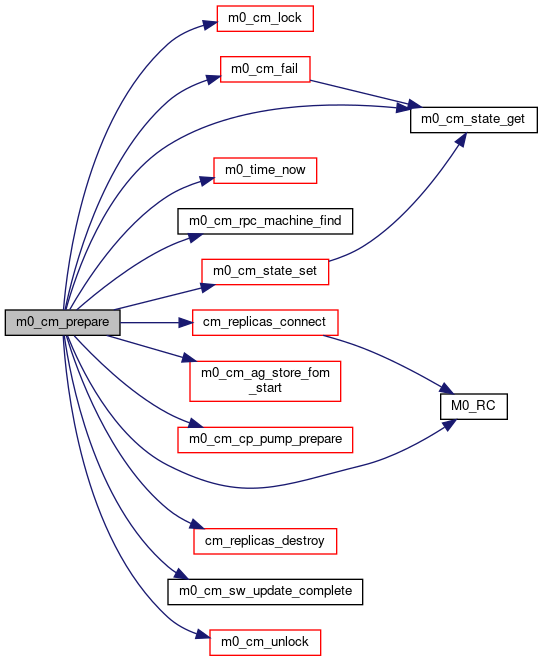 m0_cm_lock
m0_cm_fail
m0_cm_state_get
m0_time_now
m0_cm_rpc_machine_find
m0_cm_state_set
m0_cm_prepare
cm_replicas_connect
m0_cm_ag_store_fom
_start
M0_RC
m0_cm_cp_pump_prepare
cm_replicas_destroy
m0_cm_sw_update_complete
m0_cm_unlock